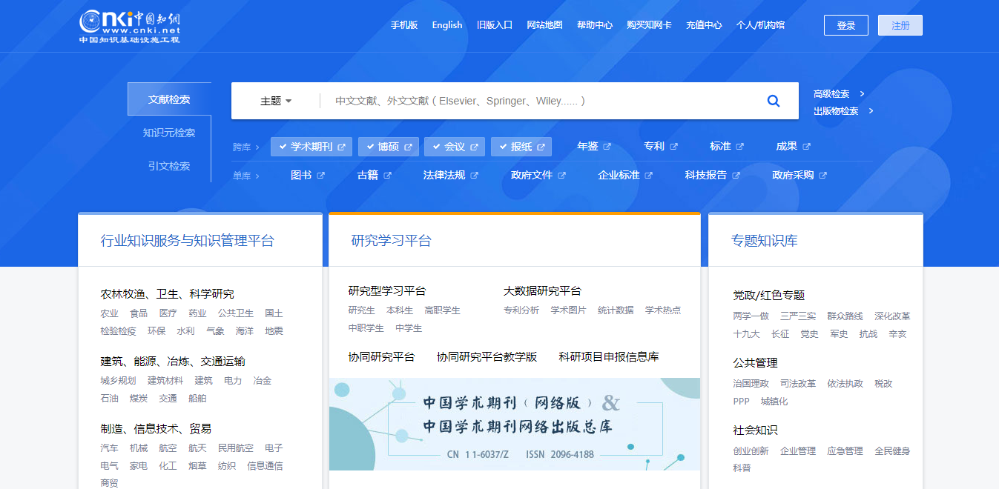 cnki 中国知网
www.cnki.net
中国知识基础设施工程
手机版 English 旧版入口 网站地图 帮助中心 购买知网卡 充值中心 个人/机构馆 登录 注册
文献检索
知识元检索
引文检索
主题 中文文献、外文文献（Elsevier、Springer、Wiley……）
高级检索 >
出版物检索 >
跨库 > 学术期刊 博硕 会议 报纸 年鉴 专利 标准 成果
单库 > 图书 古籍 法律法规 政府文件 企业标准 科技报告 政府采购
行业知识服务与知识管理平台
农林牧渔、卫生、科学研究
农业 食品 医疗 药业 公共卫生 国土
检验检疫 环保 水利 气象 海洋 地震
建筑、能源、冶炼、交通运输
城乡规划 建筑材料 建筑 电力 冶金
石油 煤炭 交通 船舶
制造、信息技术、贸易
汽车 机械 航空 航天 民用航空 电子
电气 家电 化工 烟草 纺织 信息通信
商贸
研究学习平台
研究型学习平台
研究生 本科生 高职学生
中职学生 中学生
大数据研究平台
专利分析 学术图片 统计数据 学术热点
协同研究平台 协同研究平台教学版 科研项目申报信息库
中国学术期刊（网络版）&
中国学术期刊网络出版总库
CN 11-6037/Z ISSN 2096-4188
专题知识库
党政/红色专题
两学一做 三严三实 群众路线 深化改革
十九大 长征 党史 军史 抗战 辛亥
公共管理
治国理政 司法改革 依法执政 税改
PPP 城镇化
社会知识
创业创新 企业管理 应急管理 全民健身
科普